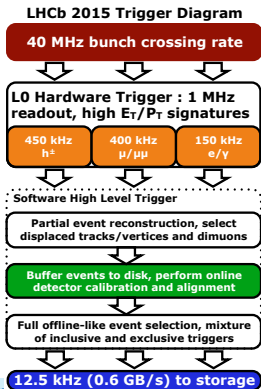 LHCb 2015 Trigger Diagram
40 MHz bunch crossing rate
L0 Hardware Trigger : 1 MHz
readout, high ET/PT signatures
450 kHz
h±
400 kHz
μ/μμ
150 kHz
e/γ
Software High Level Trigger
Partial event reconstruction, select
displaced tracks/vertices and dimuons
Buffer events to disk, perform online
detector calibration and alignment
Full offline-like event selection, mixture
of inclusive and exclusive triggers
12.5 kHz (0.6 GB/s) to storage